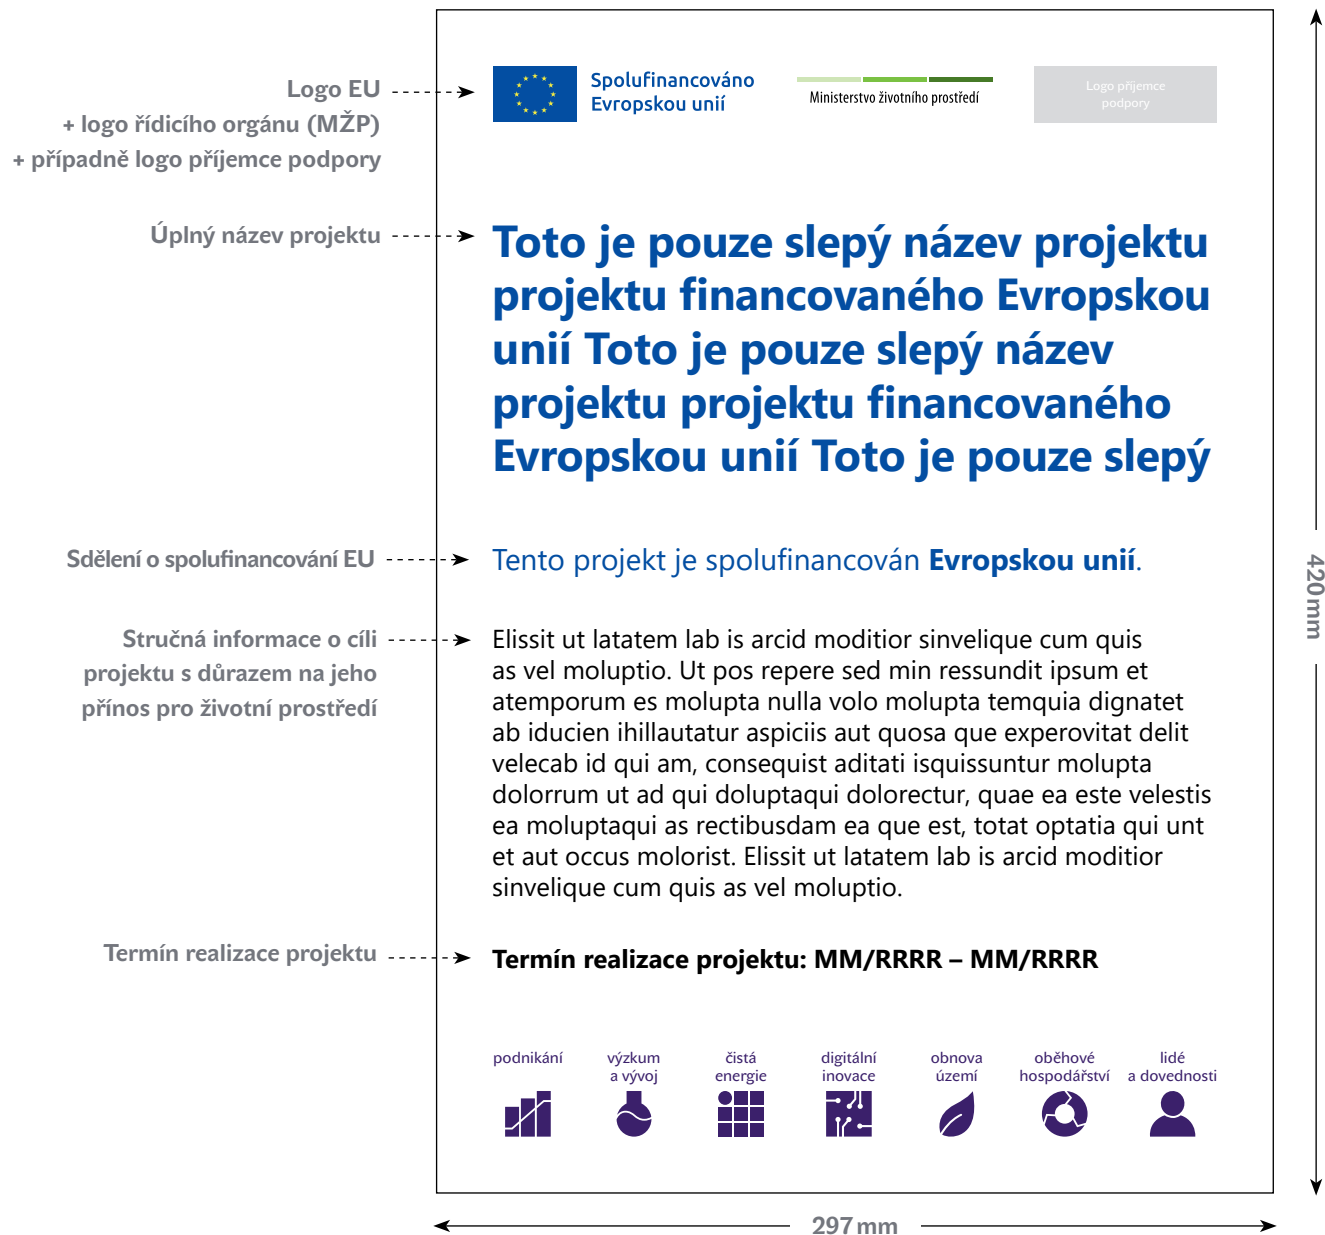 Logo EU
+ logo řídicího orgánu (MŽP)
+ případně logo příjemce podpory
Spolufinancováno
Evropskou unií
Ministerstvo životního prostředí
Logo příjemce
podpory
Úplný název projektu
Toto je pouze slepý název projektu
projektu financovaného Evropskou
unií Toto je pouze slepý název
projektu projektu financovaného
Evropskou unií Toto je pouze slepý
Sdělení o spolufinancování EU
Tento projekt je spolufinancován Evropskou unií.
Stručná informace o cíli
projektu s důrazem na jeho
přínos pro životní prostředí
Elissit ut latatem lab is arcid moditior sinvelique cum quis
as vel moluptio. Ut pos repere sed min ressundit ipsum et
atemporum es molupta nulla volo molupta temquia dignatet
ab iducien ihillautatur aspiciis aut quosa que experovitat delit
velecab id qui am, consequist aditati isquissuntur molupta
dolorrum ut ad qui doluptaqui dolorectur, quae ea este velestis
ea moluptaqui as rectibusdam ea que est, totat optatia qui unt
et aut occus molorist. Elissit ut latatem lab is arcid moditior
sinvelique cum quis as vel moluptio.
Termín realizace projektu
Termín realizace projektu: MM/RRRR – MM/RRRR
podnikání
výzkum
a vývoj
čistá
energie
digitální
inovace
obnova
území
oběhové
hospodářství
lidé
a dovednosti
420 mm
297 mm